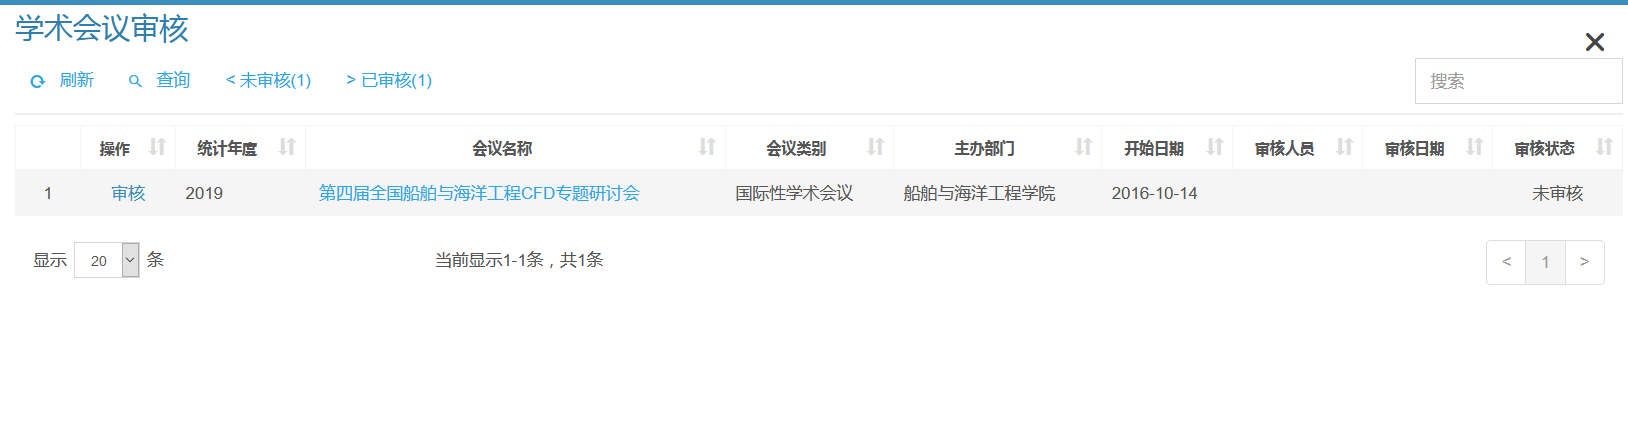 学术会议审核
刷新 查询 < 未审核(1) > 已审核(1) 搜索
操作 统计年度 会议名称 会议类别 主办部门 开始日期 审核人员 审核日期 审核状态
1 审核 2019 第四届全国船舶与海洋工程CFD专题研讨会 国际性学术会议 船舶与海洋工程学院 2016-10-14 未审核
显示 20 条 当前显示1-1条，共1条 < 1 >